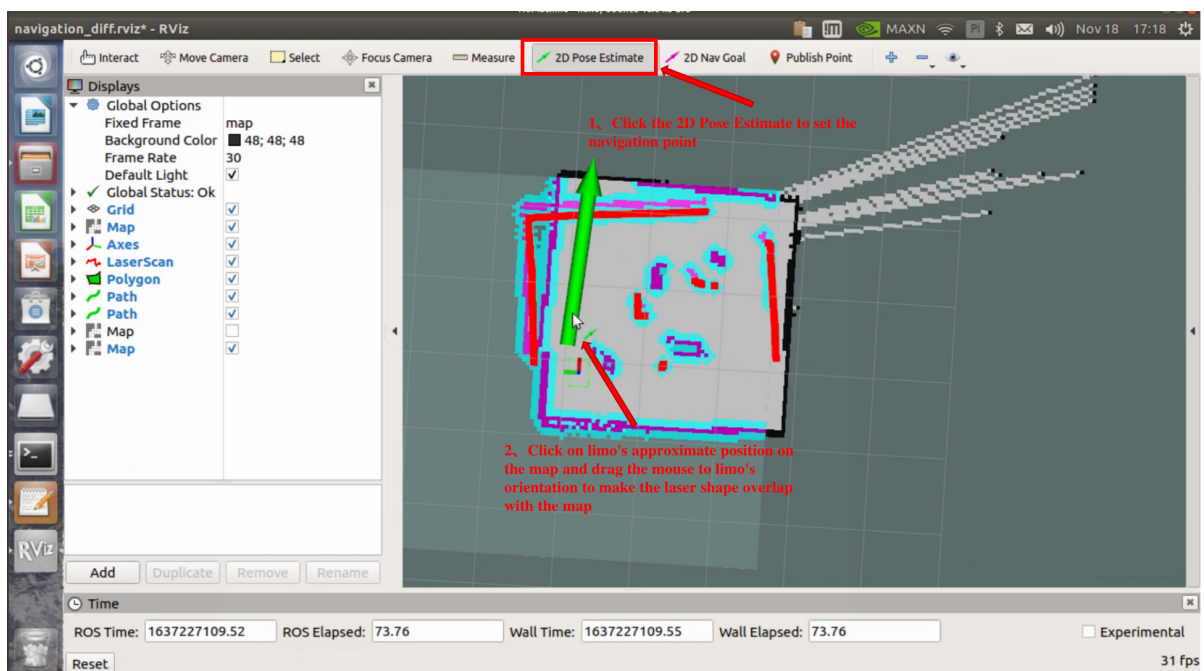 navigation_diff.rviz* - RViz
MAXN
Nov 18 17:18
Interact Move Camera Select Focus Camera Measure 2D Pose Estimate 2D Nav Goal Publish Point
Displays
Global Options
Fixed Frame map
Background Color 48; 48; 48
Frame Rate 30
Default Light
Global Status: Ok
Grid
Map
Axes
LaserScan
Polygon
Path
Path
Map
Map
1、Click the 2D Pose Estimate to set the
navigation point
2、Click on limo's approximate position on
the map and drag the mouse to limo's
orientation to make the laser shape overlap
with the map
RViz
Add Duplicate Remove Rename
Time
ROS Time: 1637227109.52 ROS Elapsed: 73.76 Wall Time: 1637227109.55 Wall Elapsed: 73.76 Experimental
Reset 31 fps